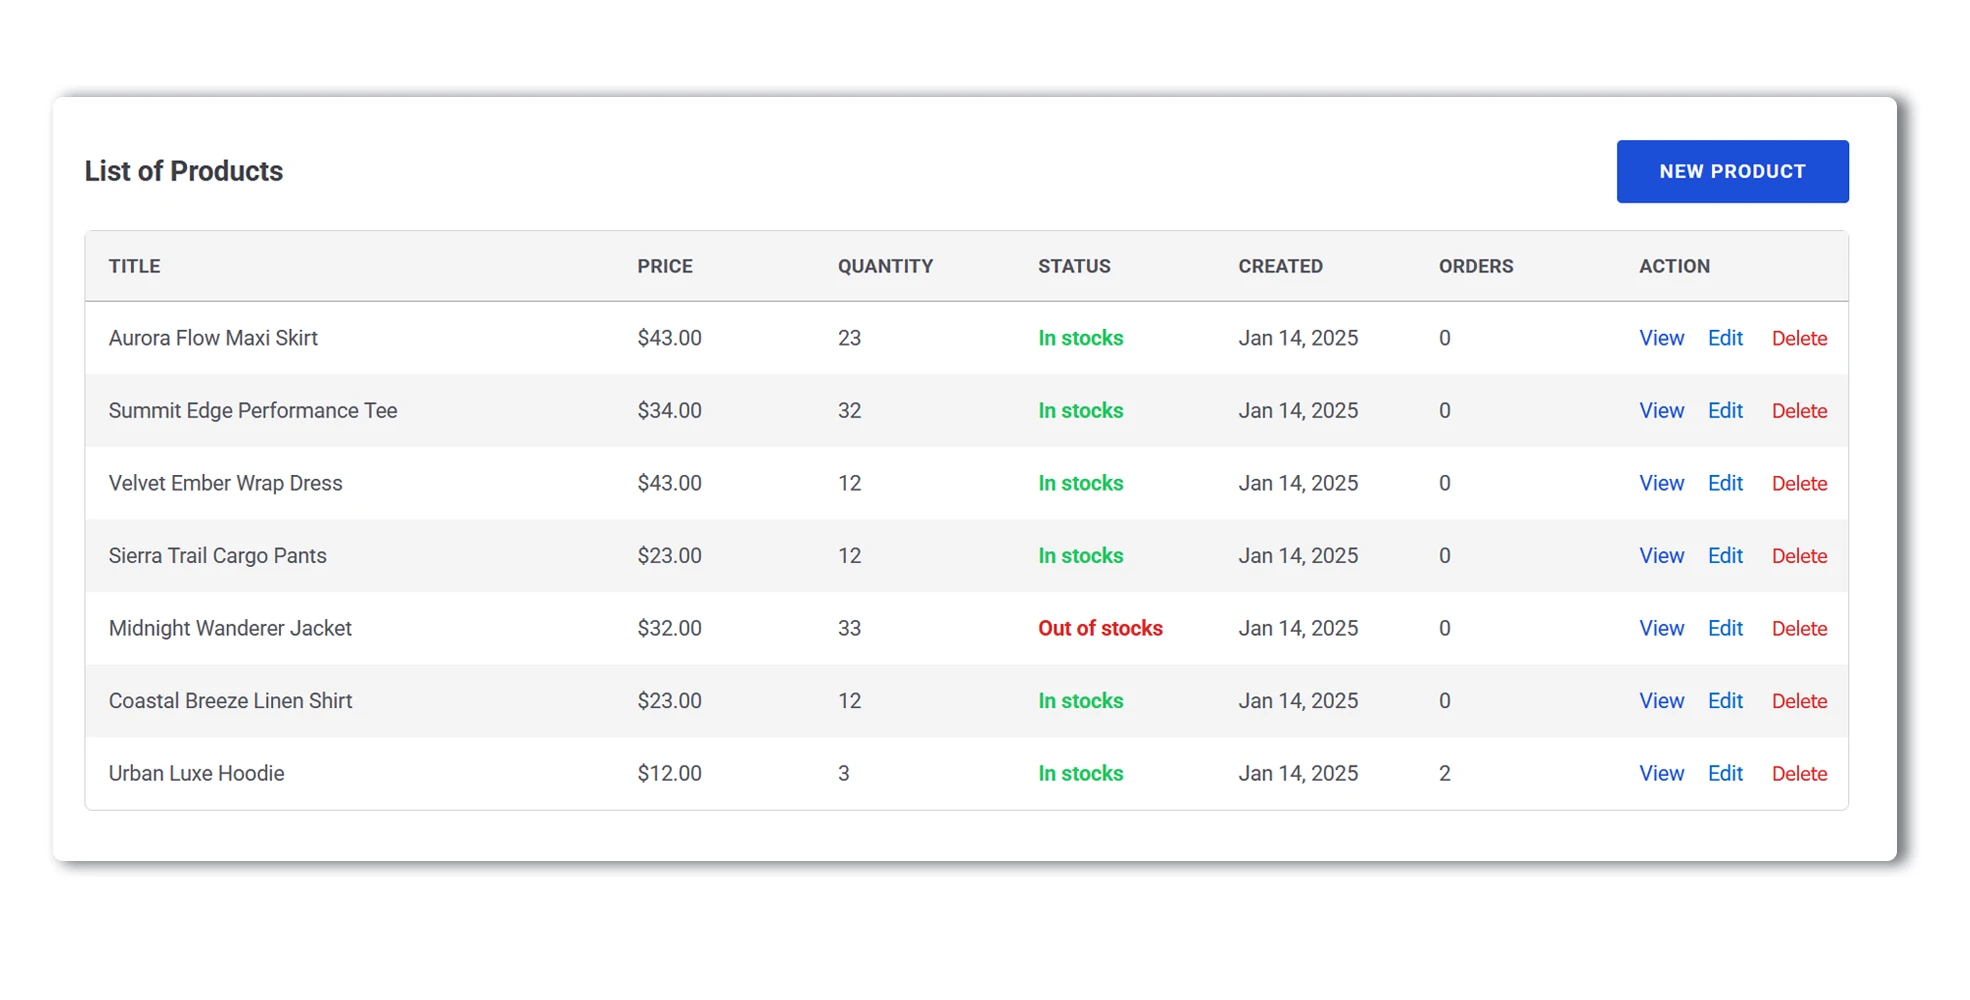 List of Products
NEW PRODUCT
TITLE PRICE QUANTITY STATUS CREATED ORDERS ACTION
Aurora Flow Maxi Skirt $43.00 23 In stocks Jan 14, 2025 0 View Edit Delete
Summit Edge Performance Tee $34.00 32 In stocks Jan 14, 2025 0 View Edit Delete
Velvet Ember Wrap Dress $43.00 12 In stocks Jan 14, 2025 0 View Edit Delete
Sierra Trail Cargo Pants $23.00 12 In stocks Jan 14, 2025 0 View Edit Delete
Midnight Wanderer Jacket $32.00 33 Out of stocks Jan 14, 2025 0 View Edit Delete
Coastal Breeze Linen Shirt $23.00 12 In stocks Jan 14, 2025 0 View Edit Delete
Urban Luxe Hoodie $12.00 3 In stocks Jan 14, 2025 2 View Edit Delete